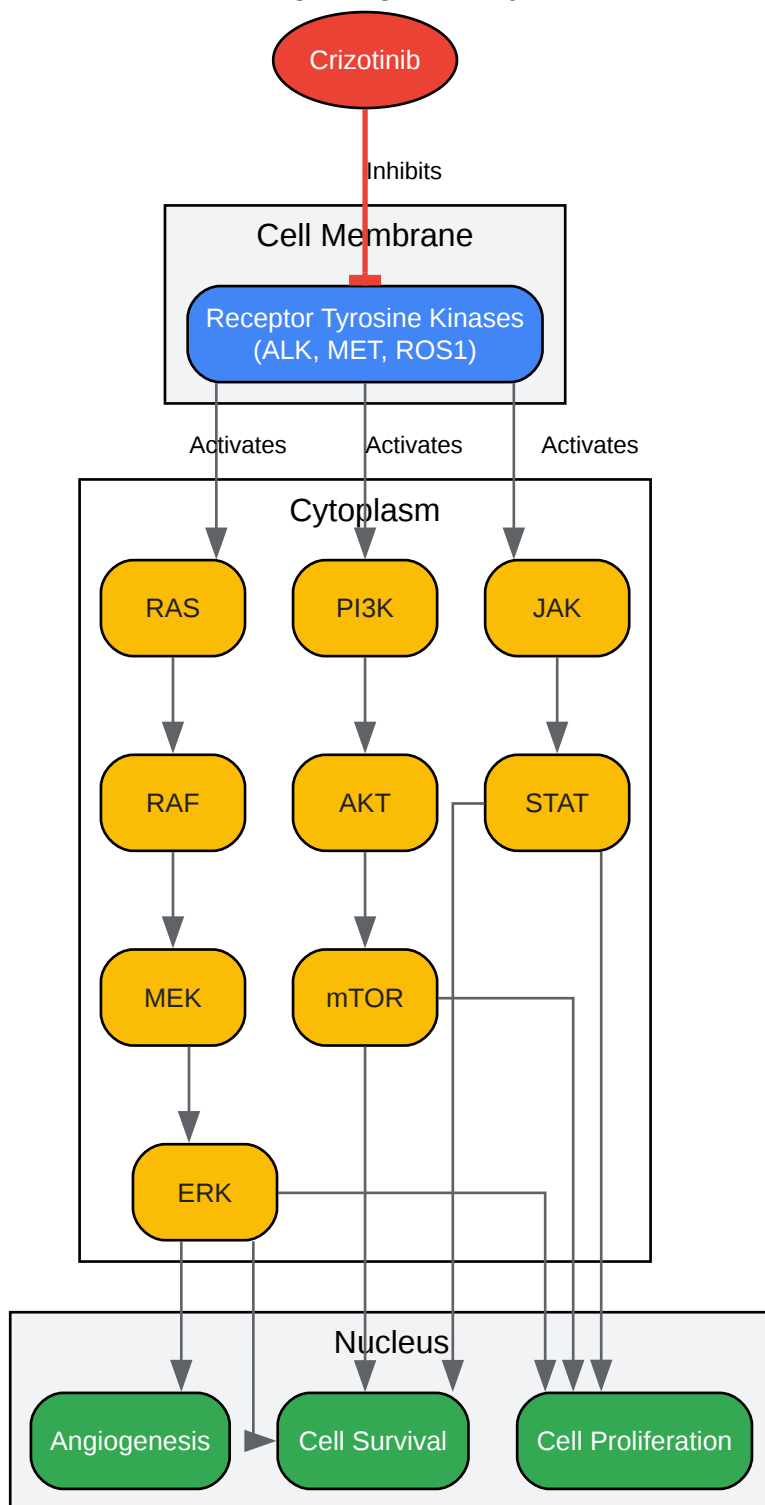 Crizotinib
Inhibits
Cell Membrane
Receptor Tyrosine Kinases
(ALK, MET, ROS1)
Activates
Activates
Activates
Cytoplasm
RAS
PI3K
JAK
RAF
AKT
STAT
MEK
mTOR
ERK
Nucleus
Angiogenesis
Cell Survival
Cell Proliferation